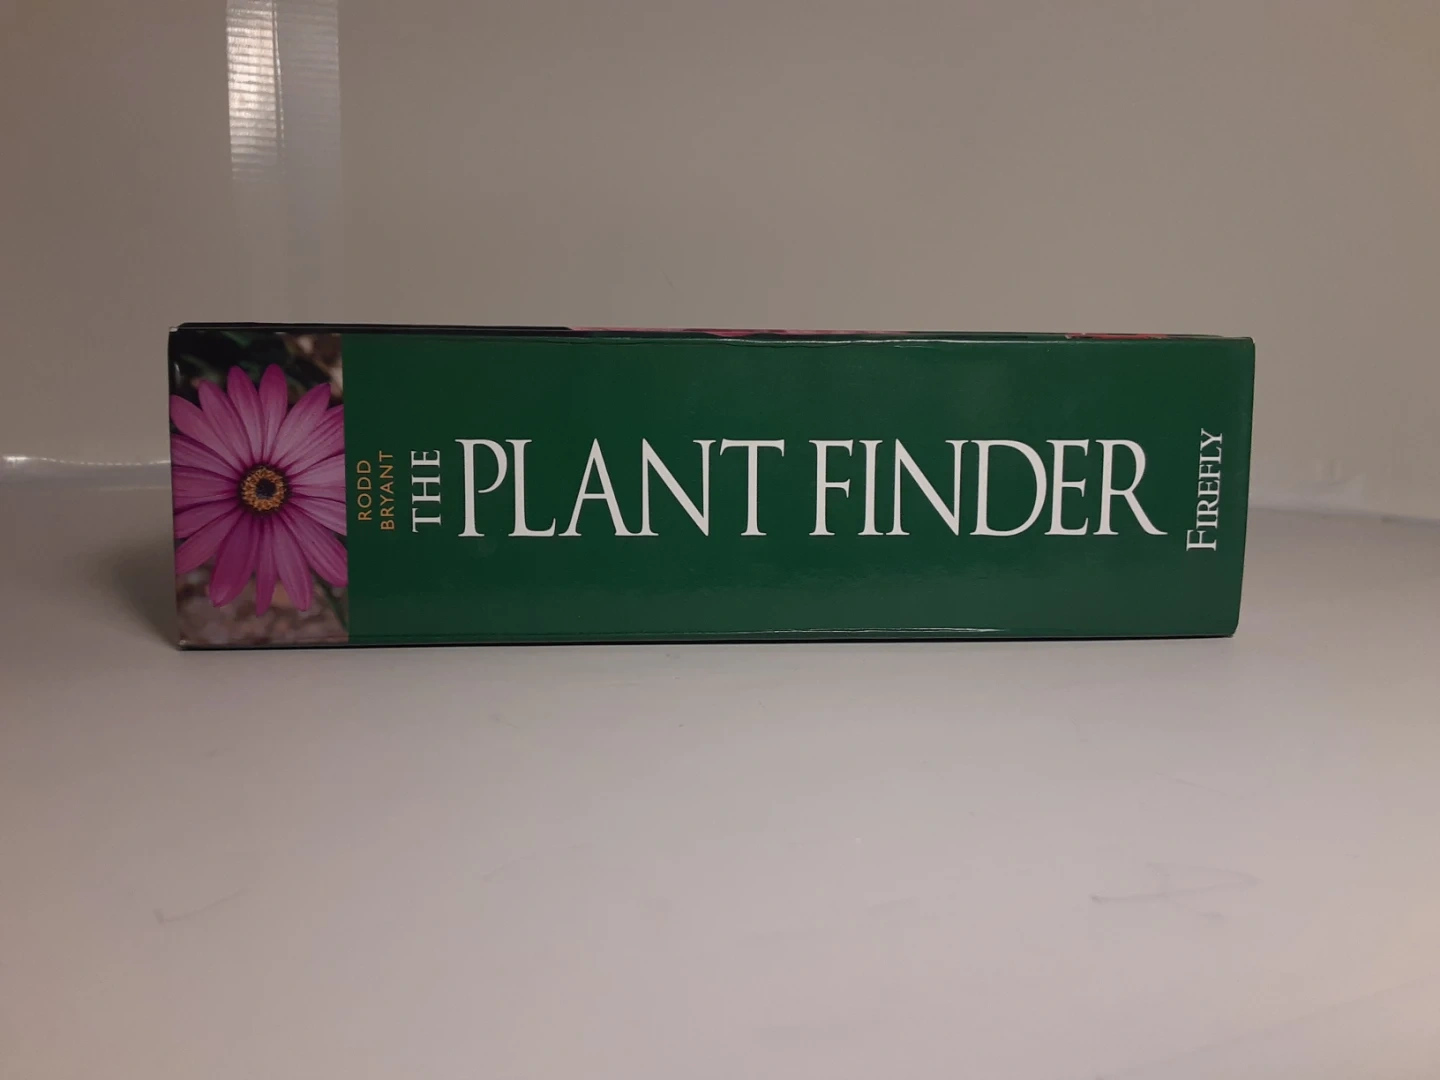 RODD
BRYANT
THE
PLANT FINDER
FIREFLY